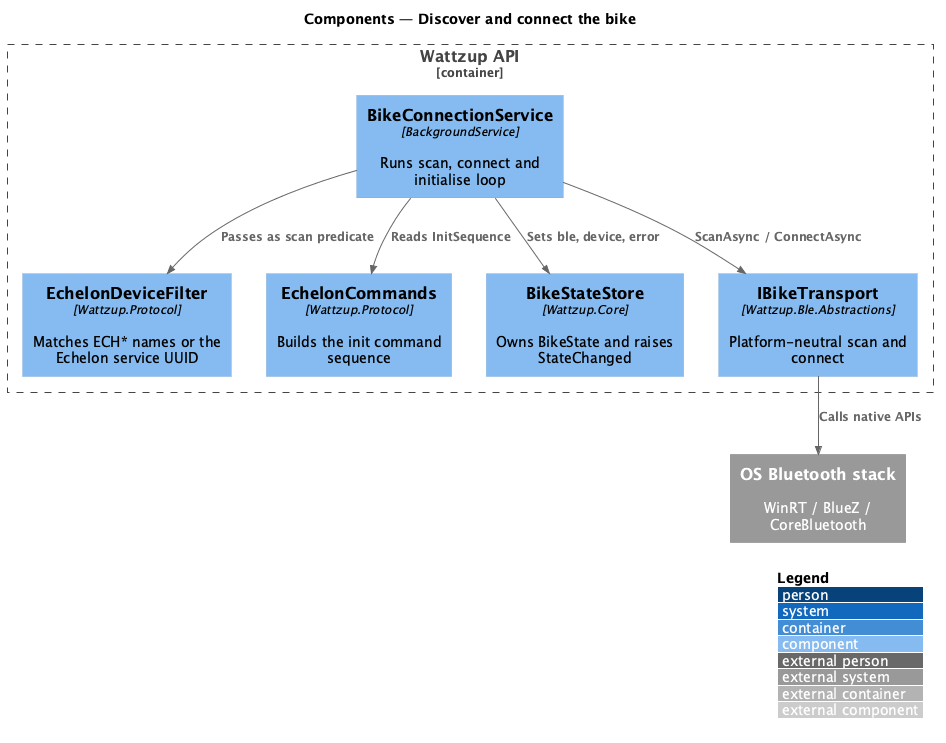 Components — Discover and connect the bike
Wattzup API
[container]
BikeConnectionService
[BackgroundService]
Runs scan, connect and
initialise loop
Passes as scan predicate
Reads InitSequence
Sets ble, device, error
ScanAsync / ConnectAsync
EchelonDeviceFilter
[Wattzup.Protocol]
Matches ECH* names or the
Echelon service UUID
EchelonCommands
[Wattzup.Protocol]
Builds the init command
sequence
BikeStateStore
[Wattzup.Core]
Owns BikeState and raises
StateChanged
IBikeTransport
[Wattzup.Ble.Abstractions]
Platform-neutral scan and
connect
Calls native APIs
OS Bluetooth stack
WinRT / BlueZ /
CoreBluetooth
Legend
person
system
container
component
external person
external system
external container
external component